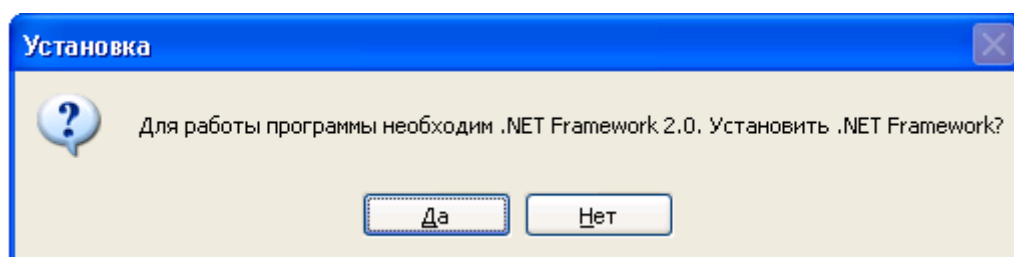 Установка
Для работы программы необходим .NET Framework 2.0. Установить .NET Framework?
Да
Нет